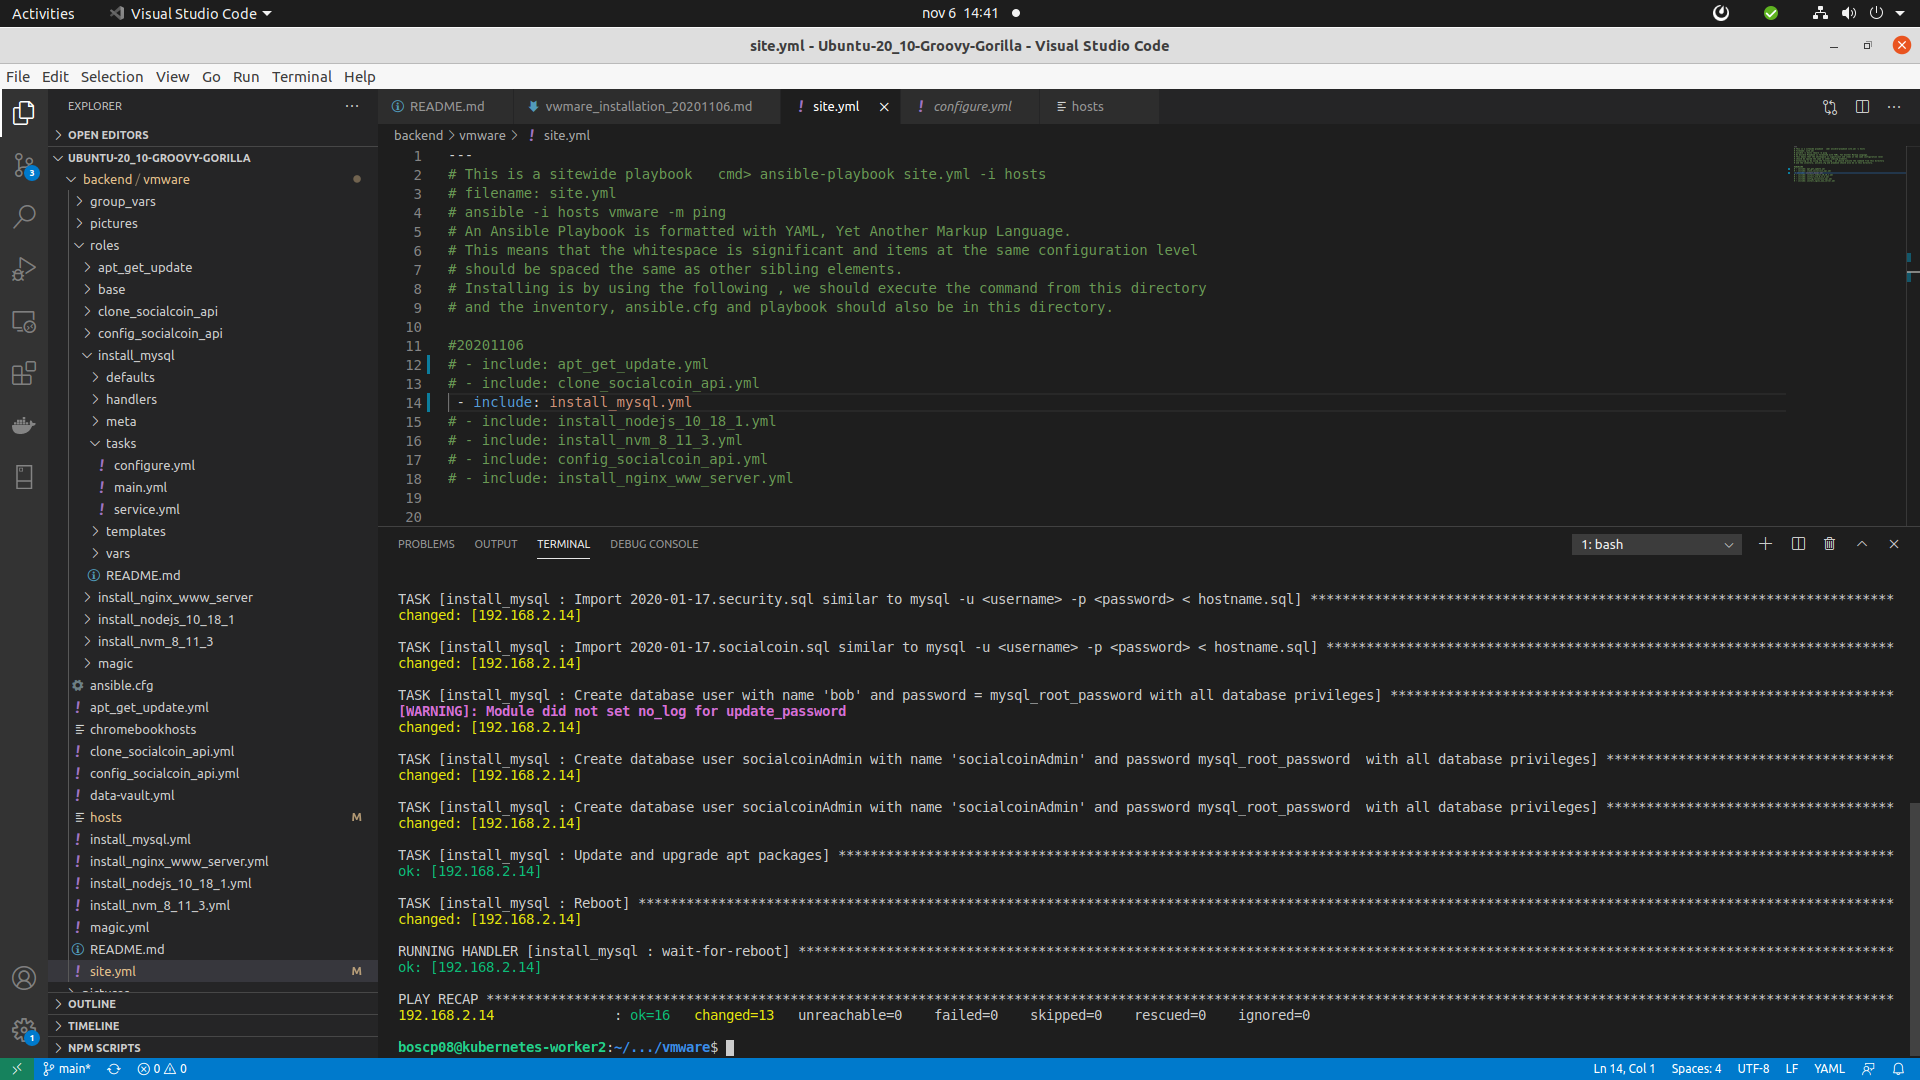 Activities
Visual Studio Code
nov 6 14:41
site.yml - Ubuntu-20_10-Groovy-Gorilla - Visual Studio Code
File Edit Selection View Go Run Terminal Help
EXPLORER
OPEN EDITORS
UBUNTU-20_10-GROOVY-GORILLA
backend / vmware
group_vars
pictures
roles
apt_get_update
base
clone_socialcoin_api
config_socialcoin_api
install_mysql
defaults
handlers
meta
tasks
configure.yml
main.yml
service.yml
templates
vars
README.md
install_nginx_www_server
install_nodejs_10_18_1
install_nvm_8_11_3
magic
ansible.cfg
apt_get_update.yml
chromebookhosts
clone_socialcoin_api.yml
config_socialcoin_api.yml
data-vault.yml
hosts M
install_mysql.yml
install_nginx_www_server.yml
install_nodejs_10_18_1.yml
install_nvm_8_11_3.yml
magic.yml
README.md
site.yml M
OUTLINE
TIMELINE
NPM SCRIPTS
3
1
README.md
vwmare_installation_20201106.md
site.yml
configure.yml
hosts
backend > vmware > ! site.yml
1 ---
2 # This is a sitewide playbook   cmd> ansible-playbook site.yml -i hosts
3 # filename: site.yml
4 # ansible -i hosts vmware -m ping
5 # An Ansible Playbook is formatted with YAML, Yet Another Markup Language.
6 # This means that the whitespace is significant and items at the same configuration level
7 # should be spaced the same as other sibling elements.
8 # Installing is by using the following , we should execute the command from this directory
9 # and the inventory, ansible.cfg and playbook should also be in this directory.
10
11 #20201106
12 # - include: apt_get_update.yml
13 # - include: clone_socialcoin_api.yml
14  - include: install_mysql.yml
15 # - include: install_nodejs_10_18_1.yml
16 # - include: install_nvm_8_11_3.yml
17 # - include: config_socialcoin_api.yml
18 # - include: install_nginx_www_server.yml
19
20
PROBLEMS OUTPUT TERMINAL DEBUG CONSOLE
1: bash
TASK [install_mysql : Import 2020-01-17.security.sql similar to mysql -u <username> -p <password> < hostname.sql] *************************************************************************
changed: [192.168.2.14]
TASK [install_mysql : Import 2020-01-17.socialcoin.sql similar to mysql -u <username> -p <password> < hostname.sql] ***********************************************************************
changed: [192.168.2.14]
TASK [install_mysql : Create database user with name 'bob' and password = mysql_root_password with all database privileges] ***************************************************************
[WARNING]: Module did not set no_log for update_password
changed: [192.168.2.14]
TASK [install_mysql : Create database user socialcoinAdmin with name 'socialcoinAdmin' and password mysql_root_password  with all database privileges] ************************************
changed: [192.168.2.14]
TASK [install_mysql : Create database user socialcoinAdmin with name 'socialcoinAdmin' and password mysql_root_password  with all database privileges] ************************************
changed: [192.168.2.14]
TASK [install_mysql : Update and upgrade apt packages] ************************************************************************************************************************************
ok: [192.168.2.14]
TASK [install_mysql : Reboot] *************************************************************************************************************************************************************
changed: [192.168.2.14]
RUNNING HANDLER [install_mysql : wait-for-reboot] *****************************************************************************************************************************************
ok: [192.168.2.14]
PLAY RECAP ********************************************************************************************************************************************************************************
192.168.2.14               : ok=16   changed=13   unreachable=0    failed=0    skipped=0    rescued=0    ignored=0
boscp08@kubernetes-worker2:~/.../vmware$
main* 0 0
Ln 14, Col 1 Spaces: 4 UTF-8 LF YAML